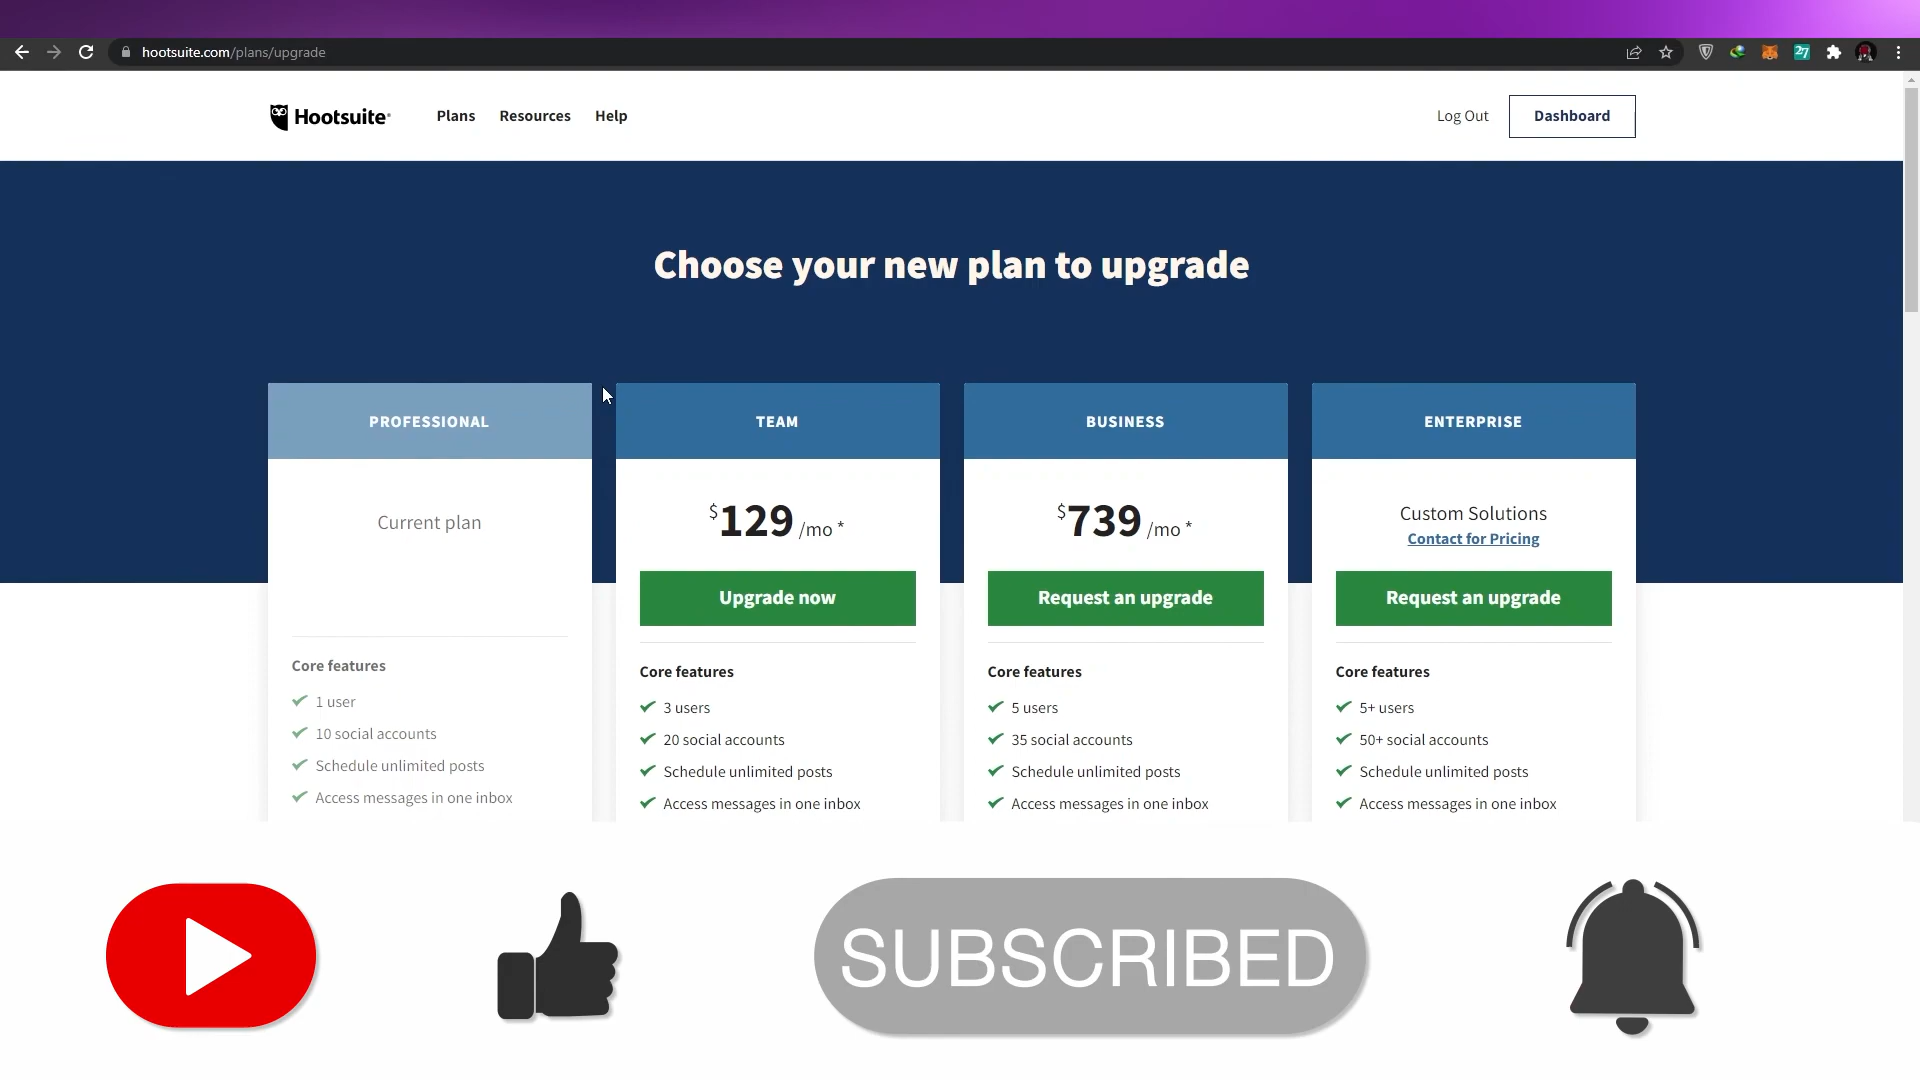 hootsuite.com/plans/upgrade
27
Hootsuite
Plans Resources Help Log Out Dashboard
Choose your new plan to upgrade
PROFESSIONAL
Current plan
Core features
1 user
10 social accounts
Schedule unlimited posts
Access messages in one inbox
TEAM
$129 /mo *
Upgrade now
Core features
3 users
20 social accounts
Schedule unlimited posts
Access messages in one inbox
BUSINESS
$739 /mo *
Request an upgrade
Core features
5 users
35 social accounts
Schedule unlimited posts
Access messages in one inbox
ENTERPRISE
Custom Solutions
Contact for Pricing
Request an upgrade
Core features
5+ users
50+ social accounts
Schedule unlimited posts
Access messages in one inbox
SUBSCRIBED